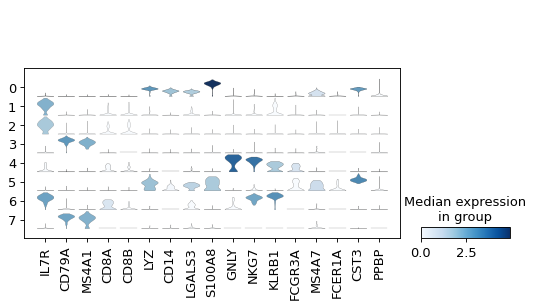 0
1
2
3
4
5
6
7
IL7R
CD79A
MS4A1
CD8A
CD8B
LYZ
CD14
LGALS3
S100A8
GNLY
NKG7
KLRB1
FCGR3A
MS4A7
FCER1A
CST3
PPBP
Median expression
in group
0.0 2.5